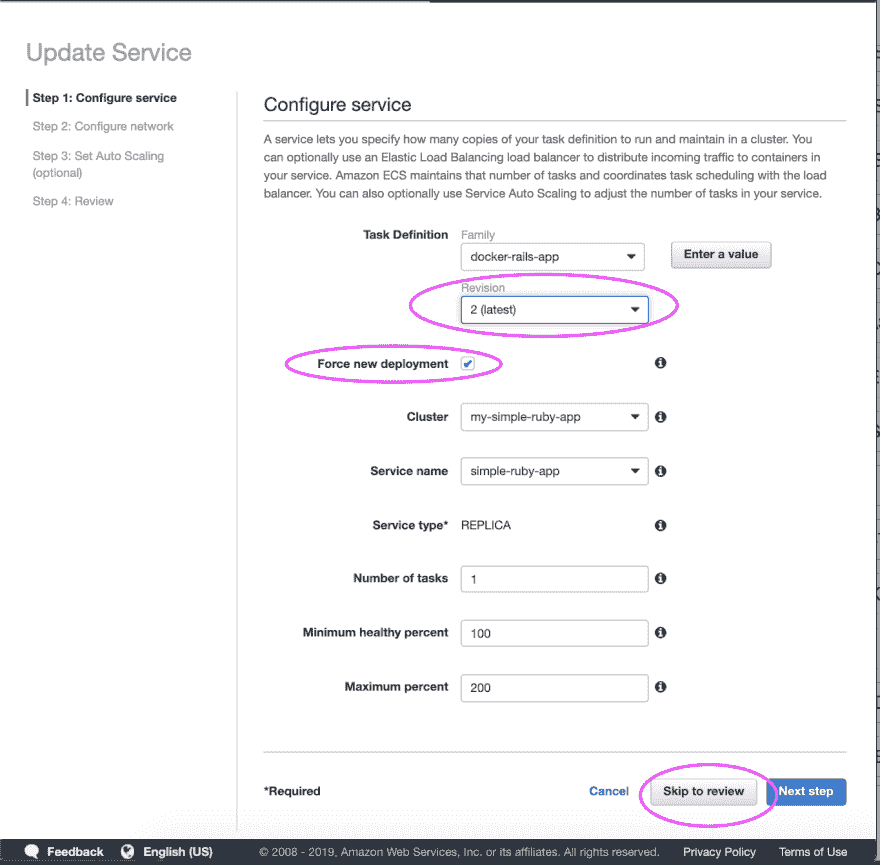 Update Service
Step 1: Configure service
Step 2: Configure network
Step 3: Set Auto Scaling
(optional)
Step 4: Review
Configure service
A service lets you specify how many copies of your task definition to run and maintain in a cluster. You
can optionally use an Elastic Load Balancing load balancer to distribute incoming traffic to containers in
your service. Amazon ECS maintains that number of tasks and coordinates task scheduling with the load
balancer. You can also optionally use Service Auto Scaling to adjust the number of tasks in your service.
Task Definition
Family
docker-rails-app
Enter a value
Revision
2 (latest)
Force new deployment
Cluster
my-simple-ruby-app
Service name
simple-ruby-app
Service type*
REPLICA
Number of tasks
1
Minimum healthy percent
100
Maximum percent
200
*Required
Cancel
Skip to review
Next step
Feedback
English (US)
© 2008 - 2019, Amazon Web Services, Inc. or its affiliates. All rights reserved.
Privacy Policy
Terms of Use